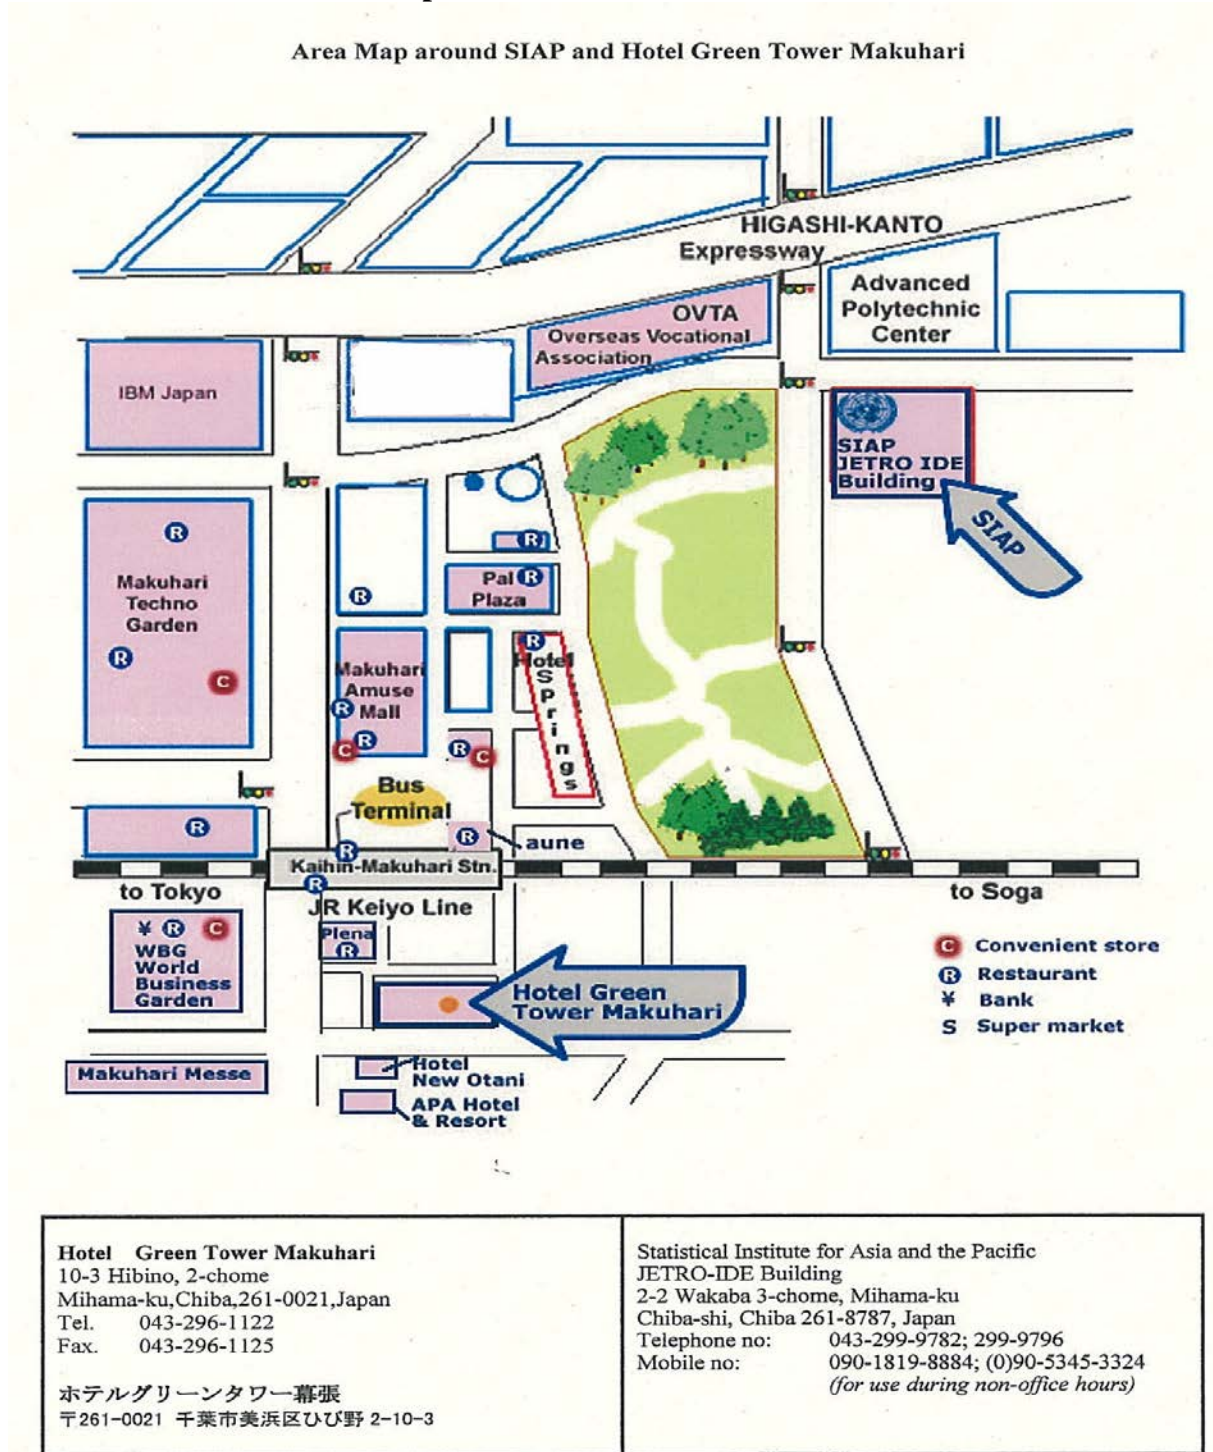 Area Map around SIAP and Hotel Green Tower Makuhari
HIGASHI-KANTO
Expressway
OVTA
Overseas Vocational
Association
Advanced
Polytechnic
Center
IBM Japan
SIAP
JETRO IDE
Building
SIAP
R
Makuhari
Techno
Garden
R
C
R
R
Pal R
Plaza
R
Hotel
Springs
Makuhari
Amuse
Mall
R
R
C
R
C
Bus
Terminal
R
R
aune
R
Kaihin-Makuhari Stn.
R
to Tokyo
to Soga
JR Keiyo Line
¥ R C
WBG
World
Business
Garden
Plena
R
Hotel Green
Tower Makuhari
C Convenient store
R Restaurant
¥ Bank
S Super market
Makuhari Messe
Hotel
New Otani
APA Hotel
& Resort
Hotel Green Tower Makuhari
10-3 Hibino, 2-chome
Mihama-ku,Chiba,261-0021,Japan
Tel. 043-296-1122
Fax. 043-296-1125
ホテルグリーンタワー幕張
〒261-0021 千葉市美浜区ひび野 2-10-3
Statistical Institute for Asia and the Pacific
JETRO-IDE Building
2-2 Wakaba 3-chome, Mihama-ku
Chiba-shi, Chiba 261-8787, Japan
Telephone no: 043-299-9782; 299-9796
Mobile no: 090-1819-8884; (0)90-5345-3324
(for use during non-office hours)